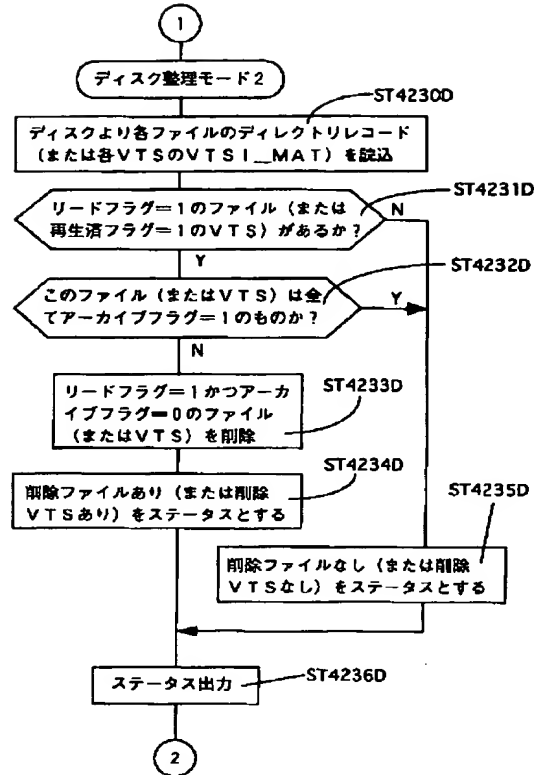 1
ディスク整理モード2
ST4230D
ディスクより各ファイルのディレクトリレコード
(または各VTSのVTSI_MAT)を読込
ST4231D
リードフラグ=1のファイル(または
再生済フラグ=1のVTS)があるか?
N
Y
ST4232D
このファイル(またはVTS)は全
てアーカイブフラグ=1のものか?
Y
N
ST4233D
リードフラグ=1かつアーカ
イブフラグ=0のファイル
(またはVTS)を削除
ST4234D
削除ファイルあり(または削除
VTSあり)をステータスとする
ST4235D
削除ファイルなし(または削除
VTSなし)をステータスとする
ステータス出力
ST4236D
2